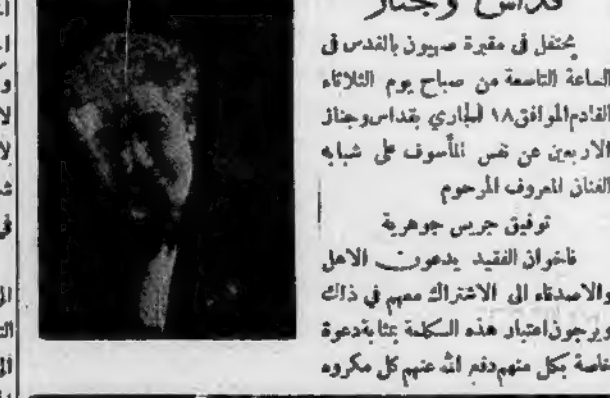 قداس وجناز
يحتفل في مقبرة صهيون بالقدس في
الساعة التاسعة من صباح يوم الثلاثاء
القادم الموافق ١٨ الجاري بقداس وجناز
الاربعين عن نفس المأسوف على شبابه
الفنان المعروف المرحوم
توفيق جريس جوهرية
فاخوان الفقيد يدعون الاهل
والاصدقاء الى الاشتراك معهم في ذلك
ويرجون اعتبار هذه الكلمة بمثابة دعوة
خاصة بكل منهم دفع الله عنهم كل مكروه